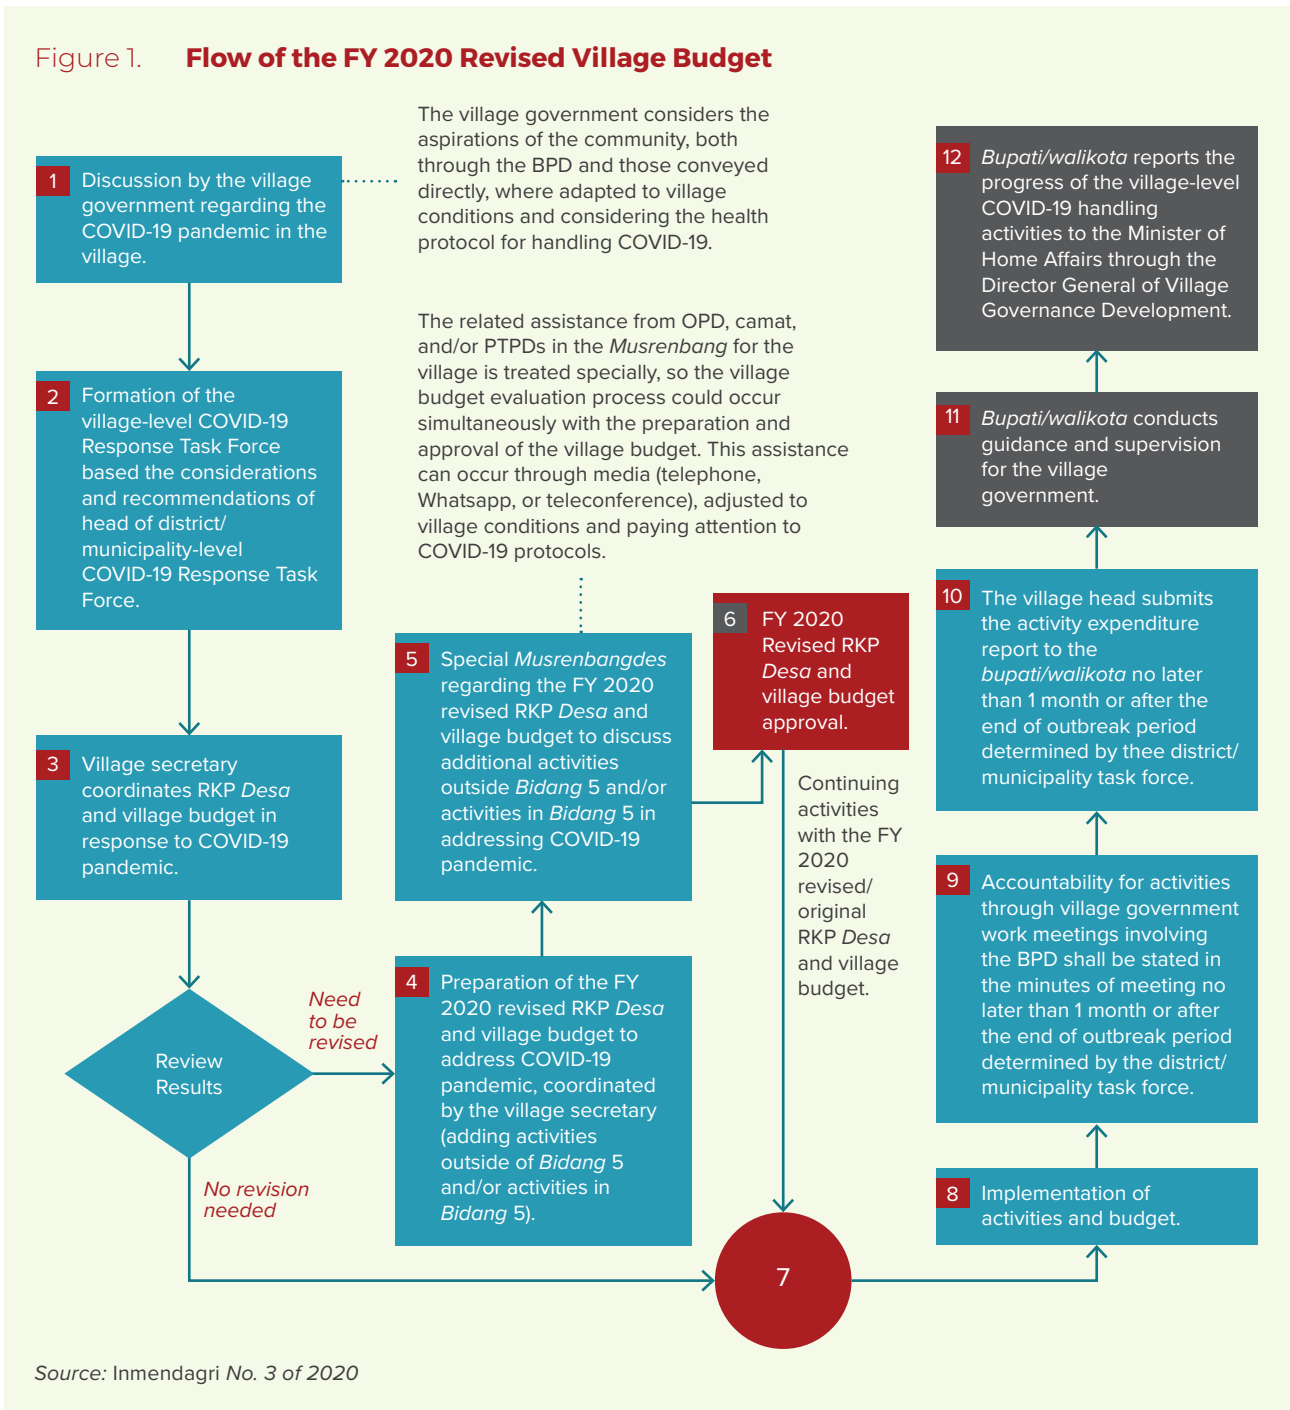 Figure 1. Flow of the FY 2020 Revised Village Budget
1 Discussion by the village
government regarding the
COVID-19 pandemic in the
village.
The village government considers the
aspirations of the community, both
through the BPD and those conveyed
directly, where adapted to village
conditions and considering the health
protocol for handling COVID-19.
2 Formation of the
village-level COVID-19
Response Task Force
based the considerations
and recommendations of
head of district/
municipality-level
COVID-19 Response Task
Force.
3 Village secretary
coordinates RKP Desa
and village budget in
response to COVID-19
pandemic.
Review
Results
Need
to be
revised
No revision
needed
4 Preparation of the FY
2020 revised RKP Desa
and village budget to
address COVID-19
pandemic, coordinated
by the village secretary
(adding activities
outside of Bidang 5
and/or activities in
Bidang 5).
The related assistance from OPD, camat,
and/or PTPDs in the Musrenbang for the
village is treated specially, so the village
budget evaluation process could occur
simultaneously with the preparation and
approval of the village budget. This assistance
can occur through media (telephone,
Whatsapp, or teleconference), adjusted to
village conditions and paying attention to
COVID-19 protocols.
5 Special Musrenbangdes
regarding the FY 2020
revised RKP Desa and
village budget to discuss
additional activities
outside Bidang 5 and/or
activities in Bidang 5 in
addressing COVID-19
pandemic.
6 FY 2020
Revised RKP
Desa and
village budget
approval.
Continuing
activities
with the FY
2020
revised/
original
RKP Desa
and village
budget.
7
8 Implementation of
activities and budget.
9 Accountability for activities
through village government
work meetings involving
the BPD shall be stated in
the minutes of meeting no
later than 1 month or after
the end of outbreak period
determined by the district/
municipality task force.
10 The village head submits
the activity expenditure
report to the
bupati/walikota no later
than 1 month or after the
end of outbreak period
determined by thee district/
municipality task force.
11 Bupati/walikota conducts
guidance and supervision
for the village
government.
12 Bupati/walikota reports the
progress of the village-level
COVID-19 handling
activities to the Minister of
Home Affairs through the
Director General of Village
Governance Development.
Source: Inmendagri No. 3 of 2020